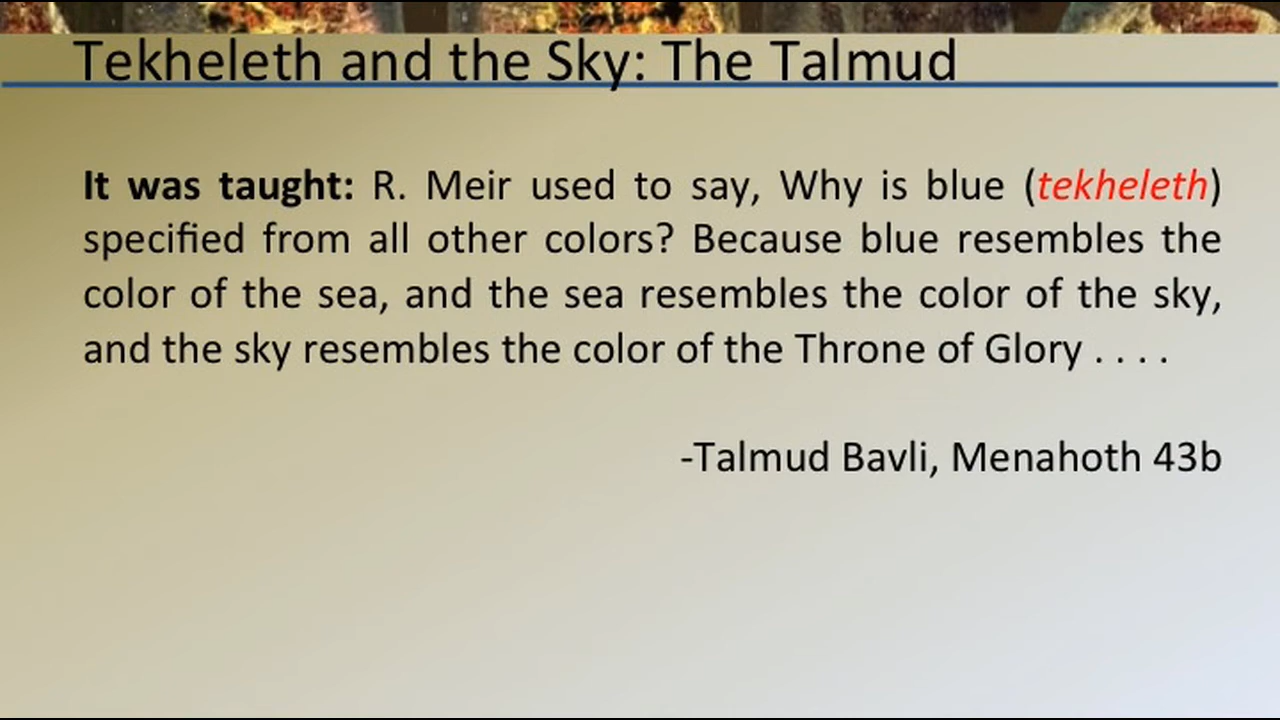 Tekheleth and the Sky: The Talmud
It was taught: R. Meir used to say, Why is blue (tekheleth)
specified from all other colors? Because blue resembles the
color of the sea, and the sea resembles the color of the sky,
and the sky resembles the color of the Throne of Glory . . . .
-Talmud Bavli, Menahoth 43b